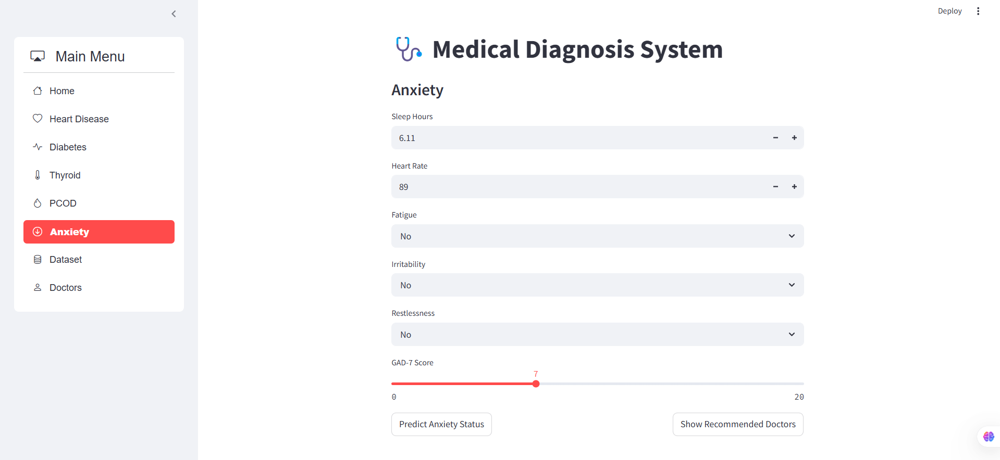 Deploy
Main Menu
Home
Heart Disease
Diabetes
Thyroid
PCOD
Anxiety
Dataset
Doctors
Medical Diagnosis System
Anxiety
Sleep Hours
6.11
Heart Rate
89
Fatigue
No
Irritability
No
Restlessness
No
GAD-7 Score
7
0 20
Predict Anxiety Status Show Recommended Doctors